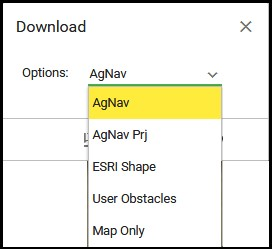 Download
Options: AgNav
AgNav
AgNav Prj
ESRI Shape
User Obstacles
Map Only